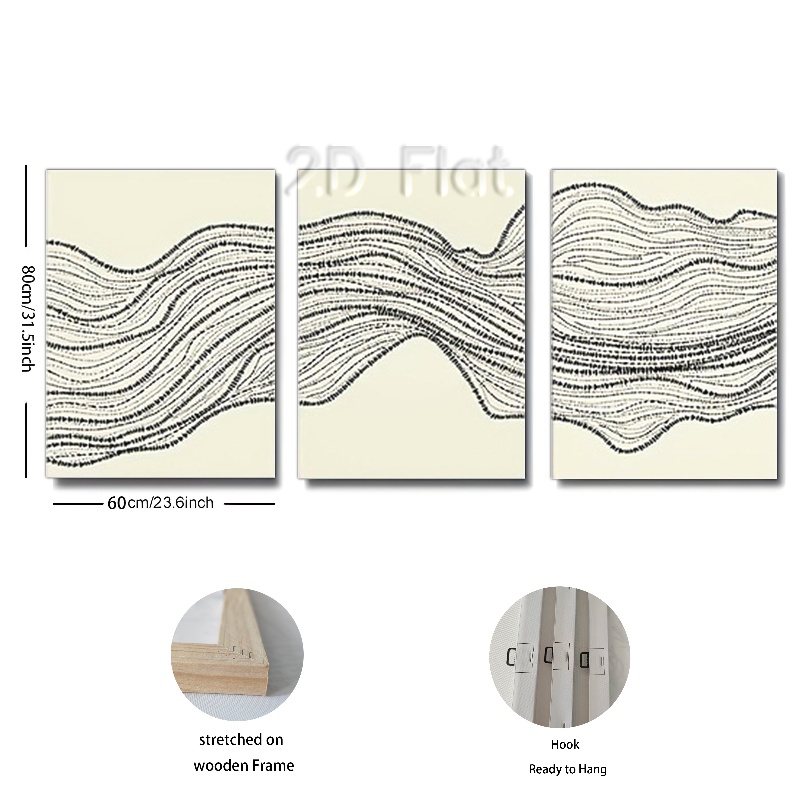 2D Flat
80cm/31.5inch
60cm/23.6inch
stretched on
wooden Frame
Hook
Ready to Hang